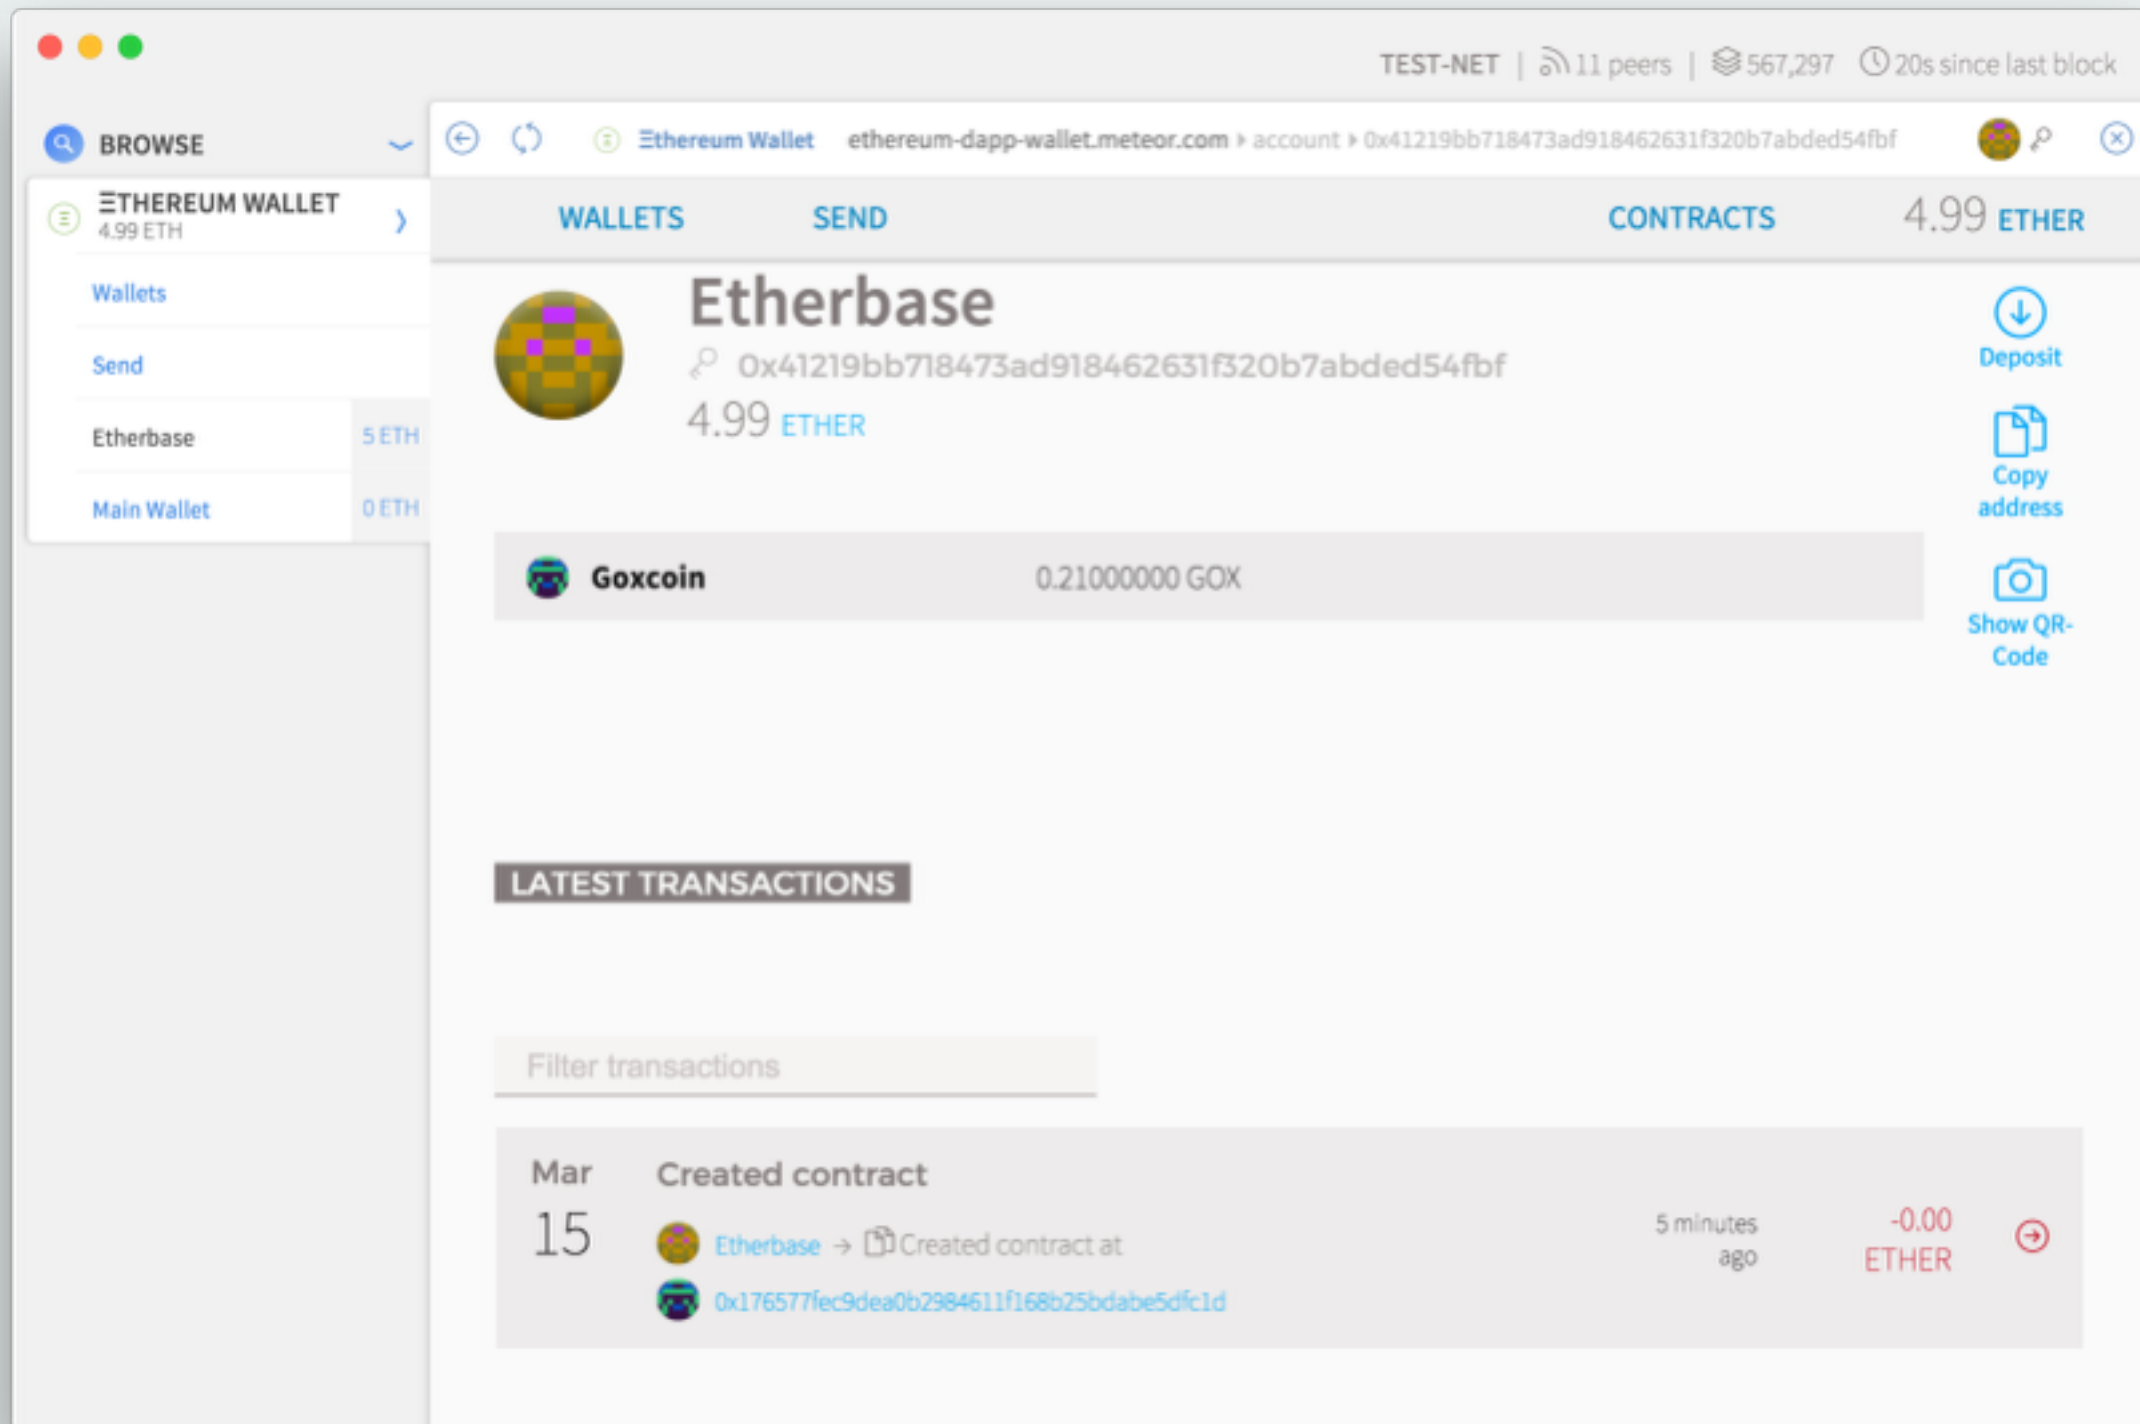 TEST-NET | 11 peers | 567,297 20s since last block
BROWSE
ΞTHEREUM WALLET
4.99 ETH
Wallets
Send
Etherbase 5 ETH
Main Wallet 0 ETH
Ξthereum Wallet ethereum-dapp-wallet.meteor.com ▸ account ▸ 0x41219bb718473ad918462631f320b7abded54fbf
WALLETS SEND CONTRACTS 4.99 ETHER
Etherbase
0x41219bb718473ad918462631f320b7abded54fbf
4.99 ETHER
Deposit
Copy
address
Show QR-
Code
Goxcoin 0.21000000 GOX
LATEST TRANSACTIONS
Filter transactions
Mar
15
Created contract
Etherbase → Created contract at
0x176577fec9dea0b2984611f168b25bdabe5dfc1d
5 minutes
ago
-0.00
ETHER